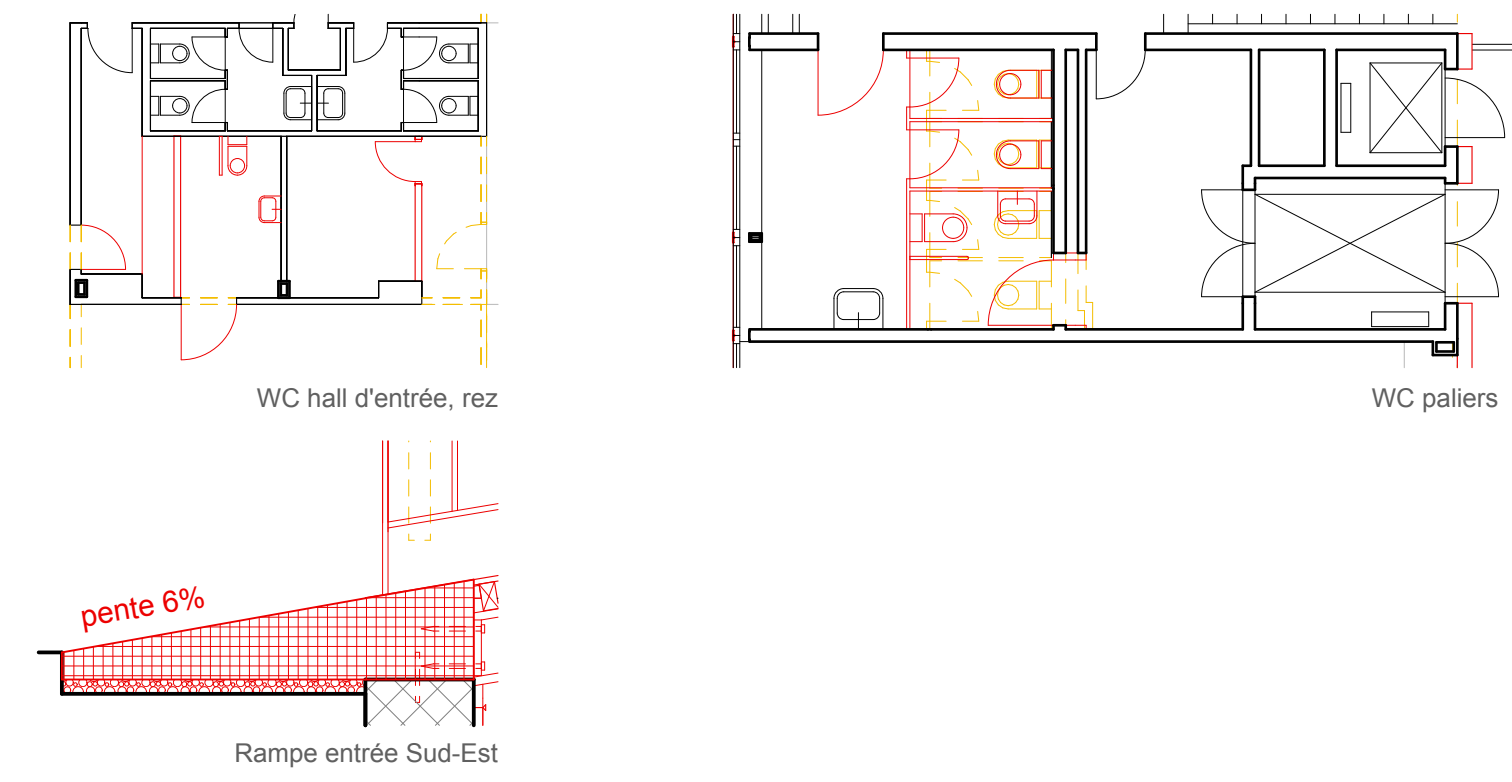 WC hall d'entrée, rez
WC paliers
pente 6%
Rampe entrée Sud-Est